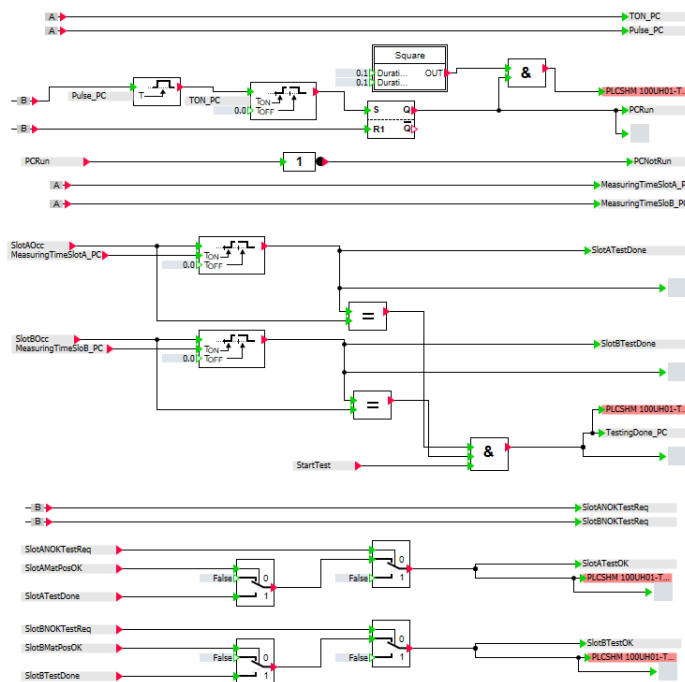 A TON_PC
A Pulse_PC
Square
0.1 Durati... OUT
0.1 Durati...
&
PLCSHM 100UH01-T...
B Pulse_PC T TON_PC 0.0 TON TOFF
S Q PCRun
B R1 Q
PCRun 1 PCNotRun
A MeasuringTimeSlotA_P
A MeasuringTimeSloB_PC
SlotAOcc
MeasuringTimeSlotA_PC TON
0.0 TOFF
SlotATestDone
=
SlotBOcc
MeasuringTimeSloB_PC TON
0.0 TOFF
SlotBTestDone
=
PLCSHM 100UH01-T...
TestingDone_PC
&
StartTest
B SlotANOKTestReq
B SlotBNOKTestReq
SlotANOKTestReq
SlotAMatPosOK
False 0
1
SlotATestDone
False 0
1
SlotATestOK
PLCSHM 100UH01-T...
SlotBNOKTestReq
SlotBMatPosOK
False 0
1
SlotBTestDone
False 0
1
SlotBTestOK
PLCSHM 100UH01-T...